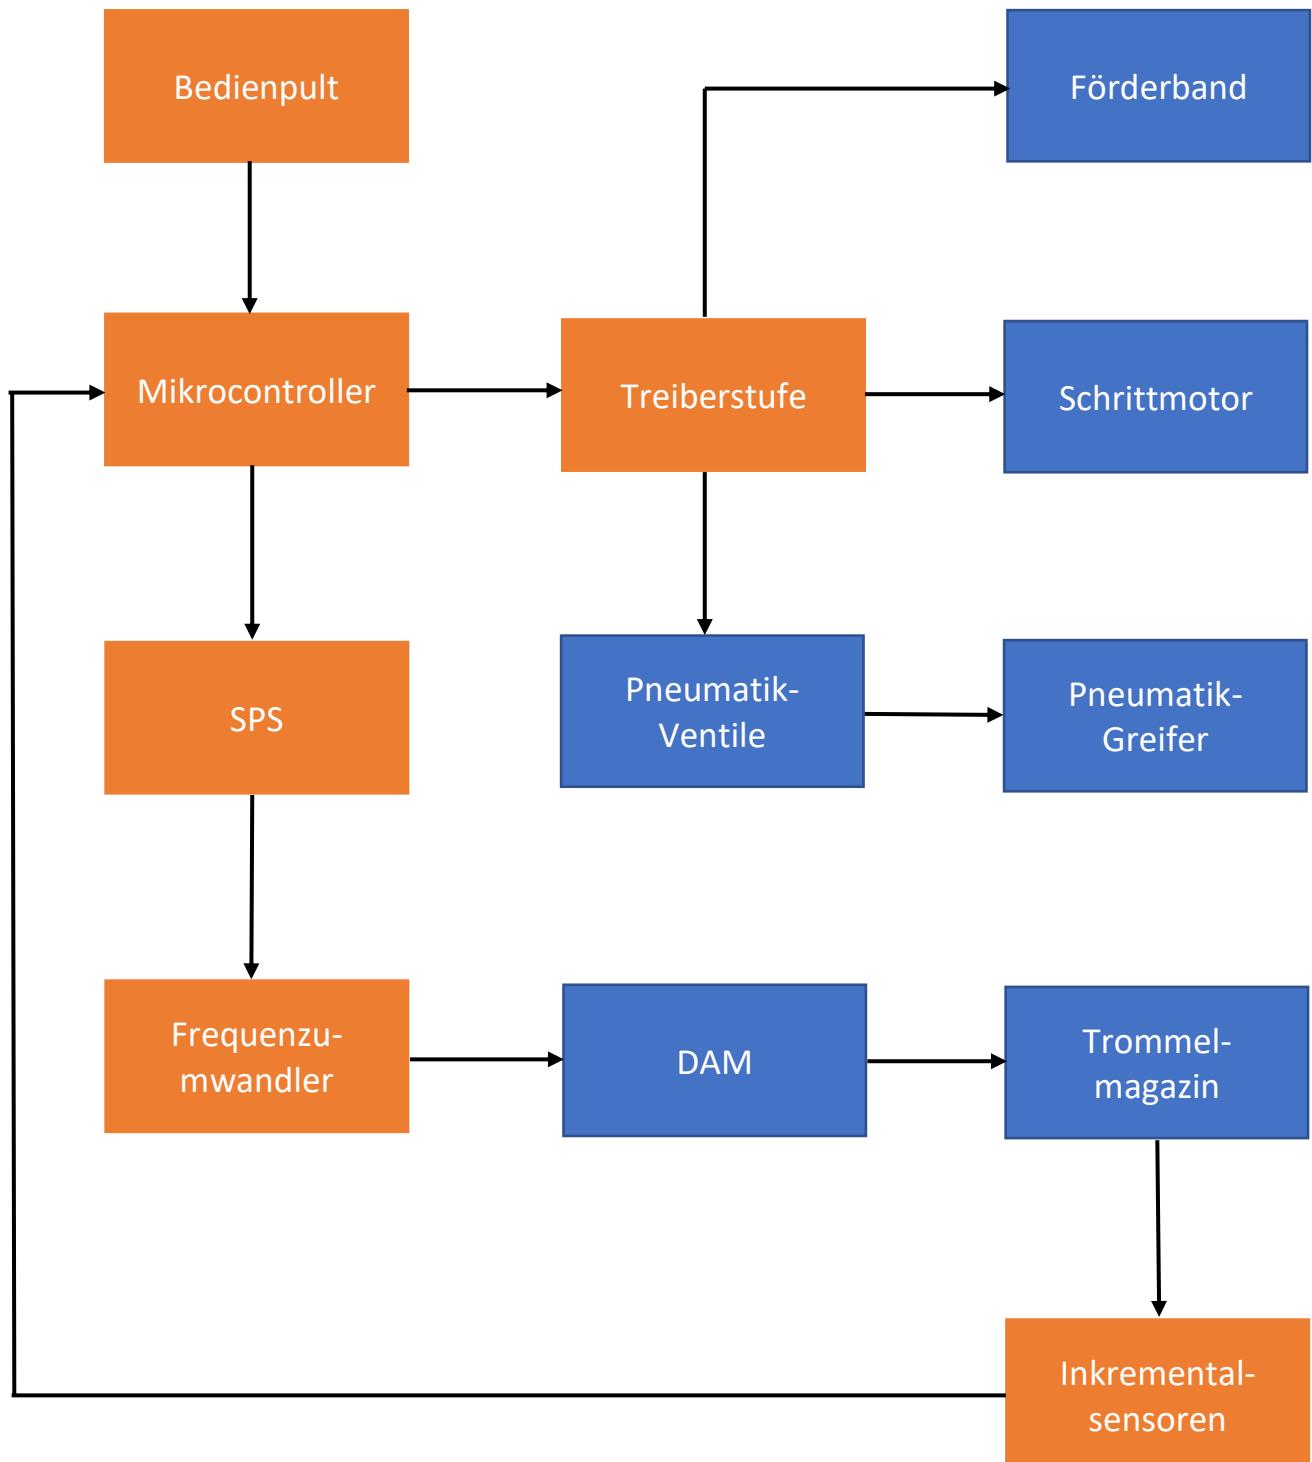 Bedienpult
Förderband
Mikrocontroller
Treiberstufe
Schrittmotor
SPS
Pneumatik-
Ventile
Pneumatik-
Greifer
Frequenzu-
mwandler
DAM
Trommel-
magazin
Inkremental-
sensoren